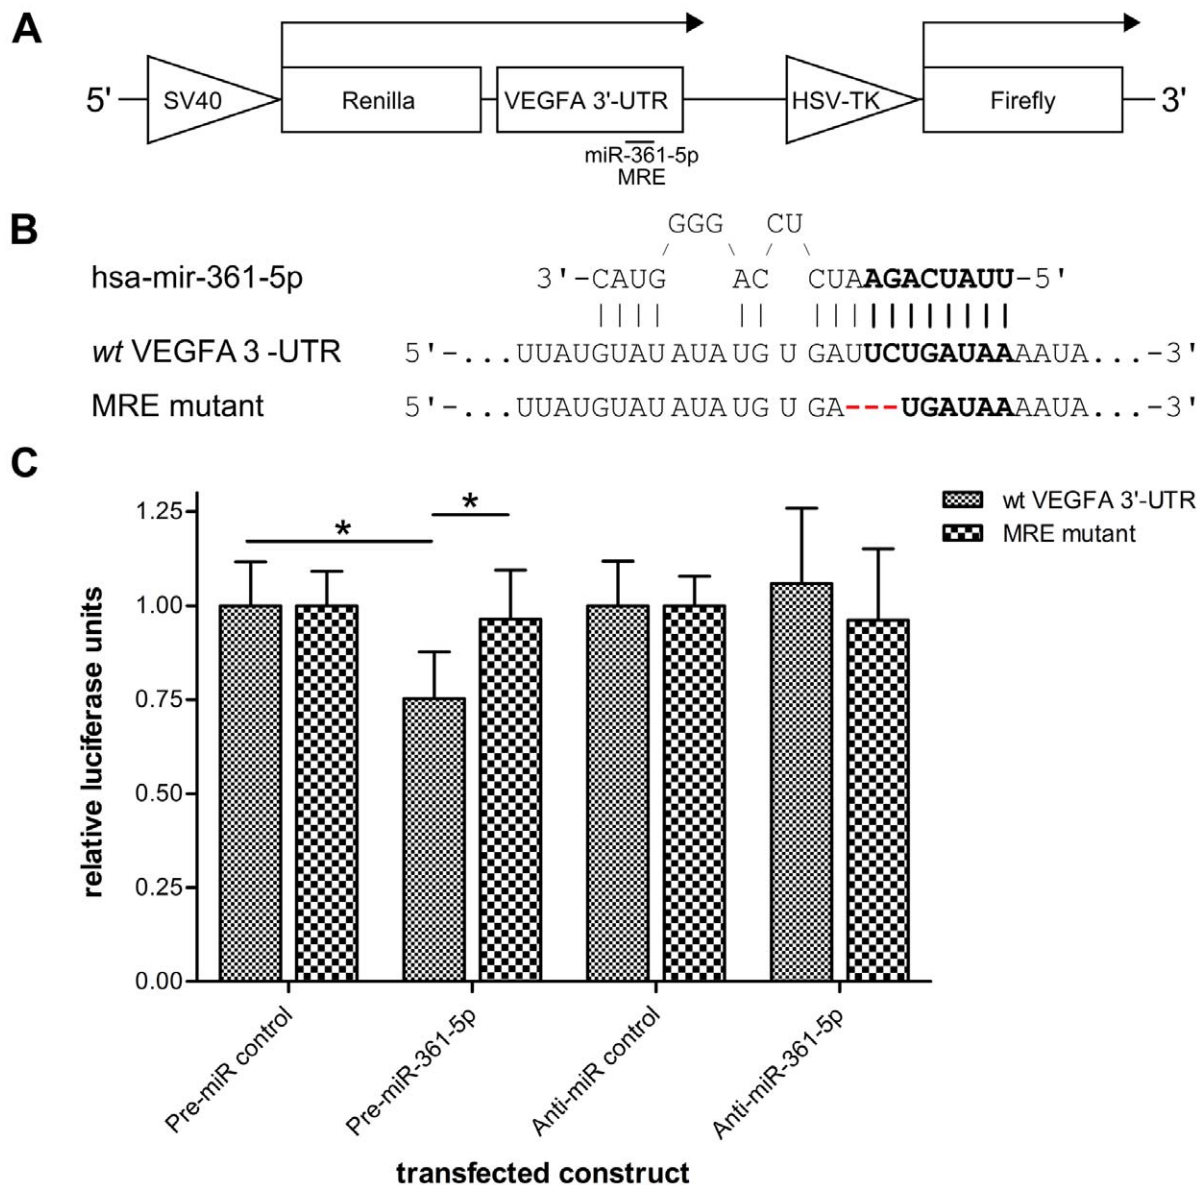 A
5' SV40 Renilla VEGFA 3'-UTR HSV-TK Firefly 3'
miR-361-5p
MRE
B
GGG CU
hsa-mir-361-5p 3'-CAUG AC CUAAGACUAUU-5'
wt VEGFA 3 -UTR 5'-...UUAUGUAU AUA UG U GAUUCUGAUAAAAUA...-3'
MRE mutant 5'-...UUAUGUAU AUA UG U GA---UGAUAAAAUA...-3'
C
wt VEGFA 3'-UTR
MRE mutant
* *
relative luciferase units
1.25
1.00
0.75
0.50
0.25
0.00
Pre-miR control
Pre-miR-361-5p
Anti-miR control
Anti-miR-361-5p
transfected construct